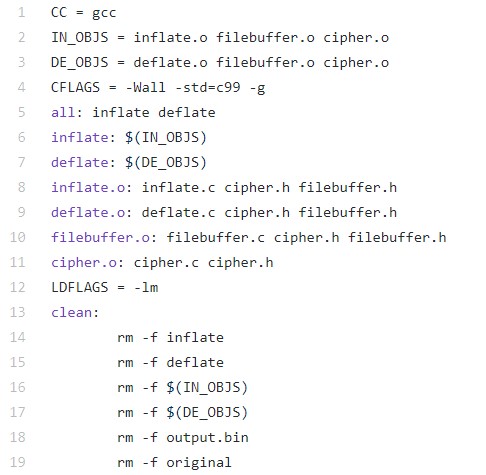 1 CC = gcc
2 IN_OBJS = inflate.o filebuffer.o cipher.o
3 DE_OBJS = deflate.o filebuffer.o cipher.o
4 CFLAGS = -Wall -std=c99 -g
5 all: inflate deflate
6 inflate: $(IN_OBJS)
7 deflate: $(DE_OBJS)
8 inflate.o: inflate.c cipher.h filebuffer.h
9 deflate.o: deflate.c cipher.h filebuffer.h
10 filebuffer.o: filebuffer.c cipher.h filebuffer.h
11 cipher.o: cipher.c cipher.h
12 LDFLAGS = -lm
13 clean:
14         rm -f inflate
15         rm -f deflate
16         rm -f $(IN_OBJS)
17         rm -f $(DE_OBJS)
18         rm -f output.bin
19         rm -f original